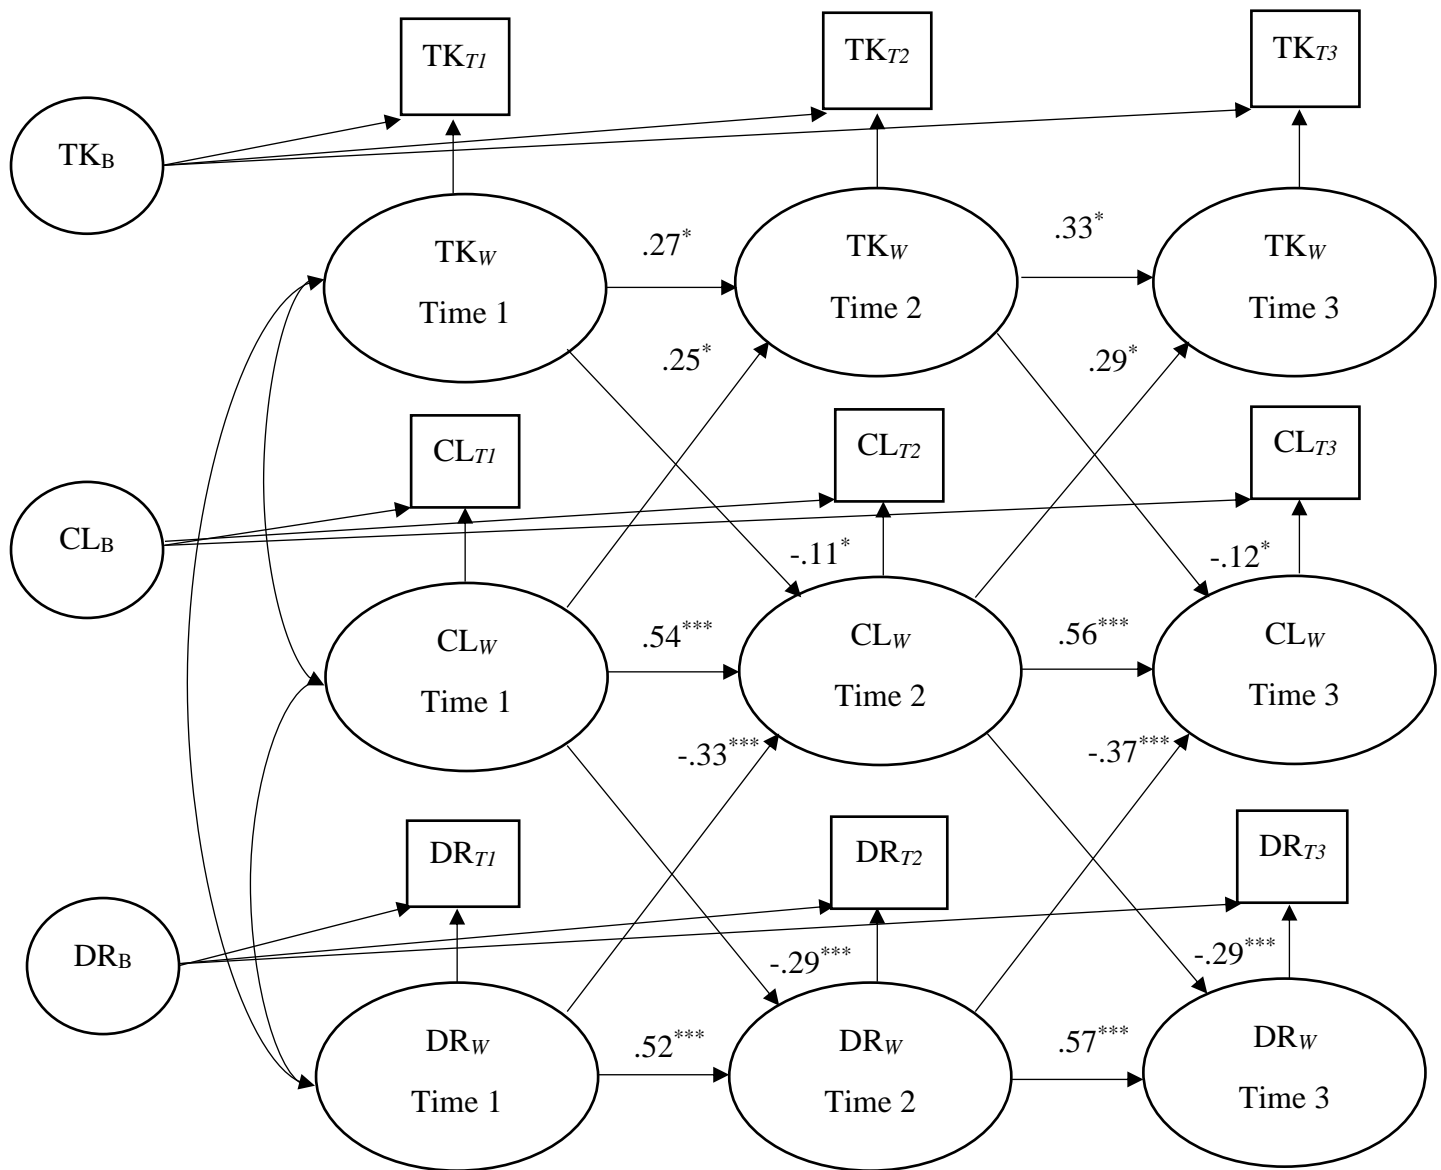 TKT1
TKT2
TKT3
TKB
TKW
Time 1
.27*
TKW
Time 2
.33*
TKW
Time 3
.25*
.29*
CLT1
CLT2
CLT3
CLB
-.11*
-.12*
CLW
Time 1
.54***
CLW
Time 2
.56***
CLW
Time 3
-.33***
-.37***
DRT1
DRT2
DRT3
DRB
-.29***
-.29***
DRW
Time 1
.52***
DRW
Time 2
.57***
DRW
Time 3